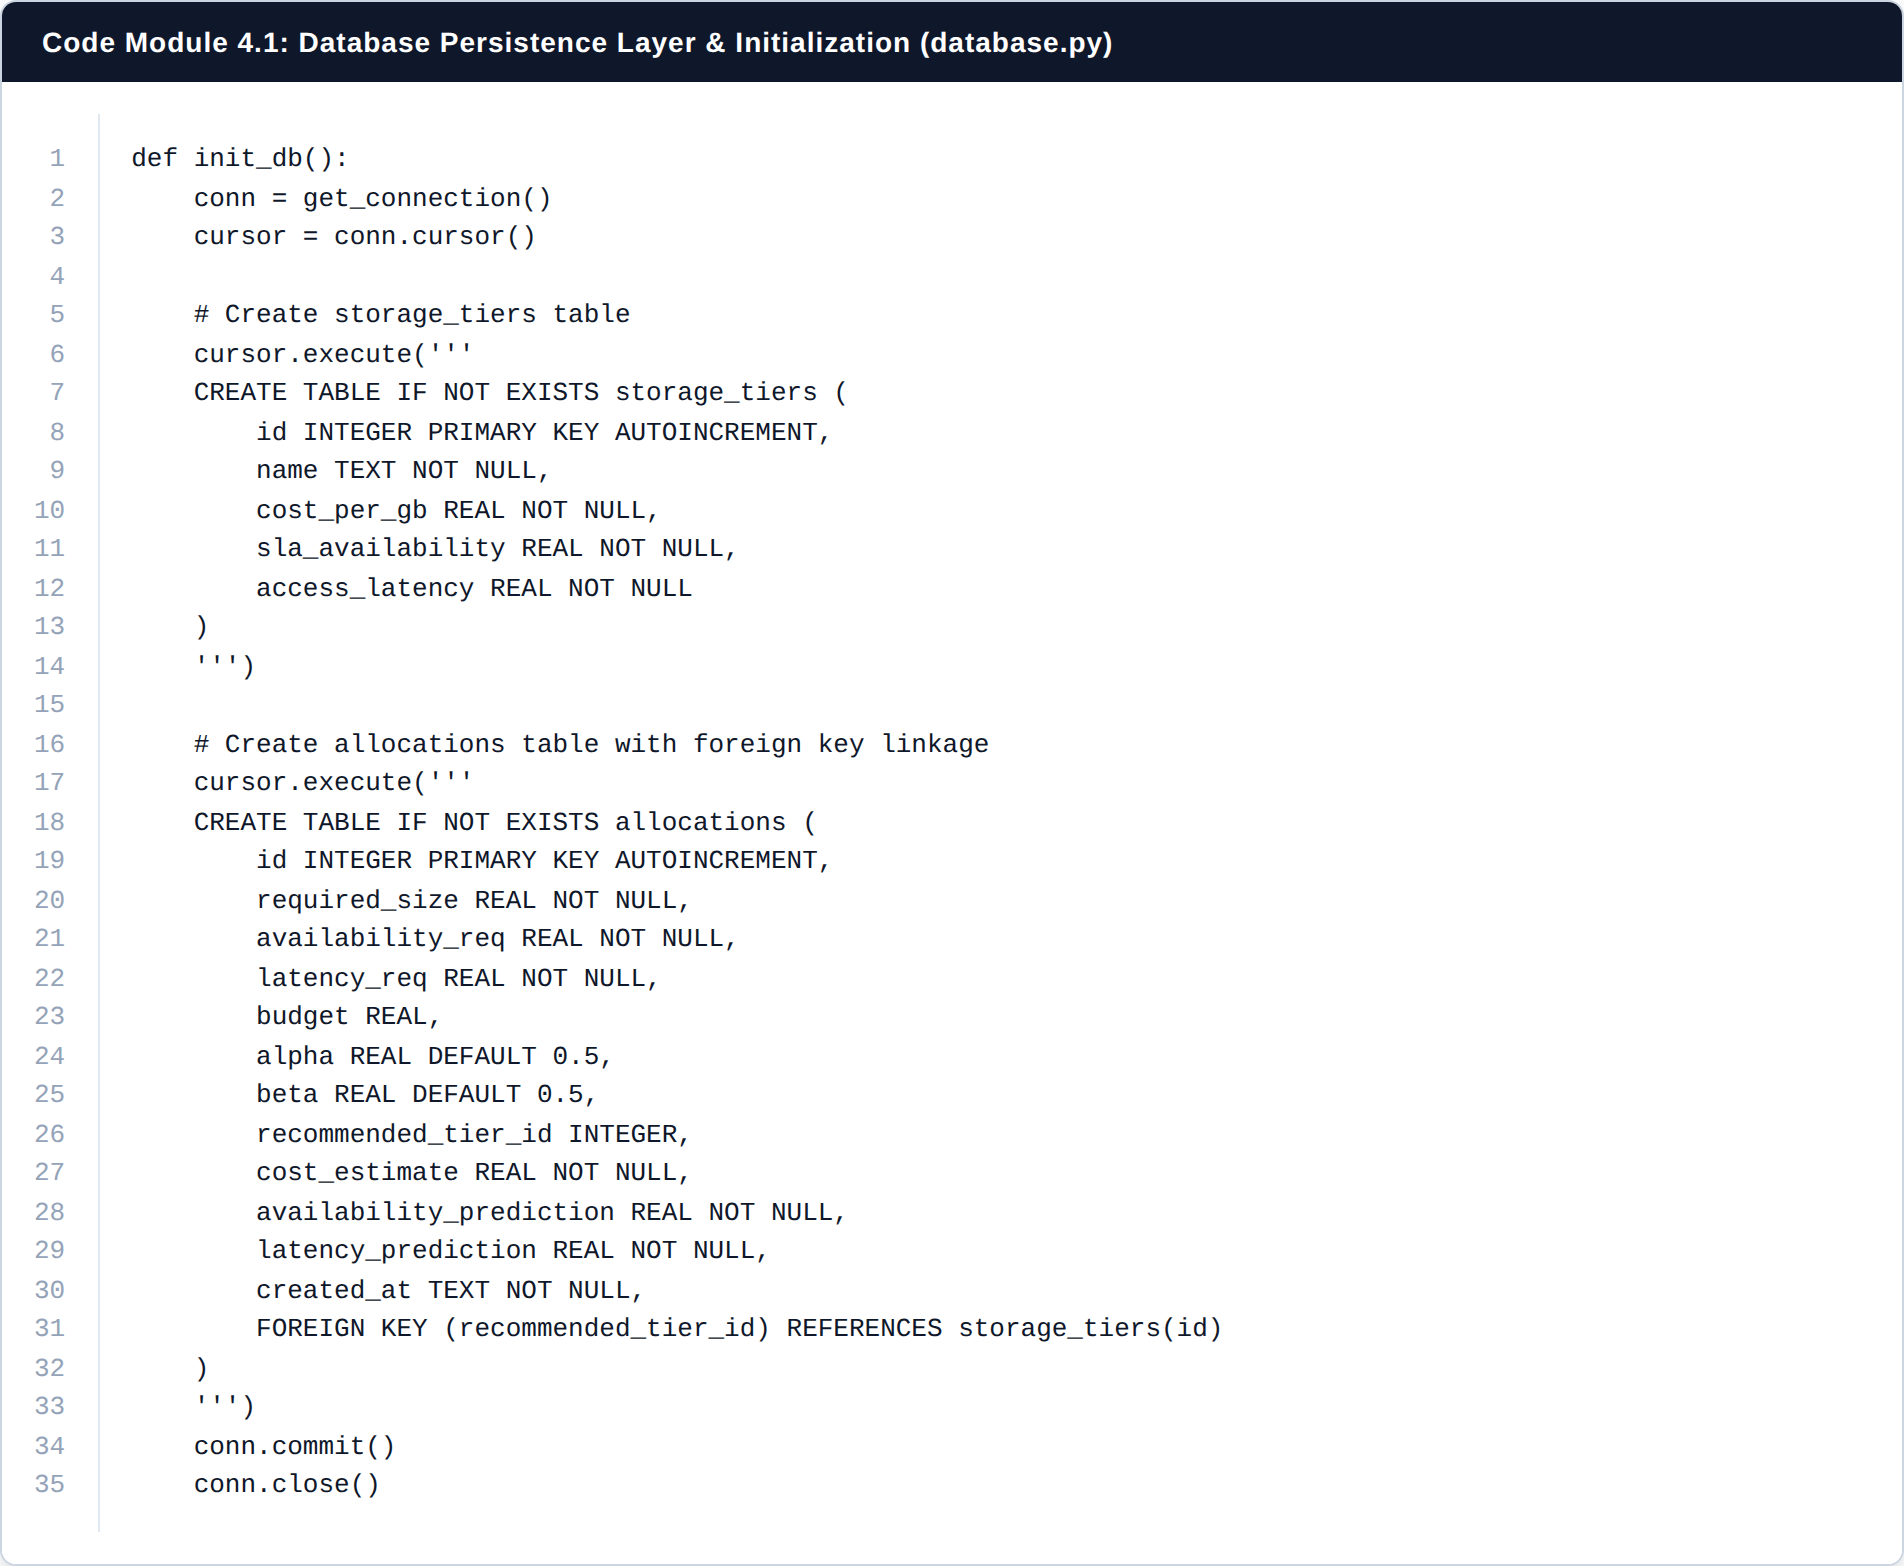 Code Module 4.1: Database Persistence Layer & Initialization (database.py)
1 def init_db():
2     conn = get_connection()
3     cursor = conn.cursor()
4
5     # Create storage_tiers table
6     cursor.execute('''
7     CREATE TABLE IF NOT EXISTS storage_tiers (
8         id INTEGER PRIMARY KEY AUTOINCREMENT,
9         name TEXT NOT NULL,
10         cost_per_gb REAL NOT NULL,
11         sla_availability REAL NOT NULL,
12         access_latency REAL NOT NULL
13     )
14     ''')
15
16     # Create allocations table with foreign key linkage
17     cursor.execute('''
18     CREATE TABLE IF NOT EXISTS allocations (
19         id INTEGER PRIMARY KEY AUTOINCREMENT,
20         required_size REAL NOT NULL,
21         availability_req REAL NOT NULL,
22         latency_req REAL NOT NULL,
23         budget REAL,
24         alpha REAL DEFAULT 0.5,
25         beta REAL DEFAULT 0.5,
26         recommended_tier_id INTEGER,
27         cost_estimate REAL NOT NULL,
28         availability_prediction REAL NOT NULL,
29         latency_prediction REAL NOT NULL,
30         created_at TEXT NOT NULL,
31         FOREIGN KEY (recommended_tier_id) REFERENCES storage_tiers(id)
32     )
33     ''')
34     conn.commit()
35     conn.close()